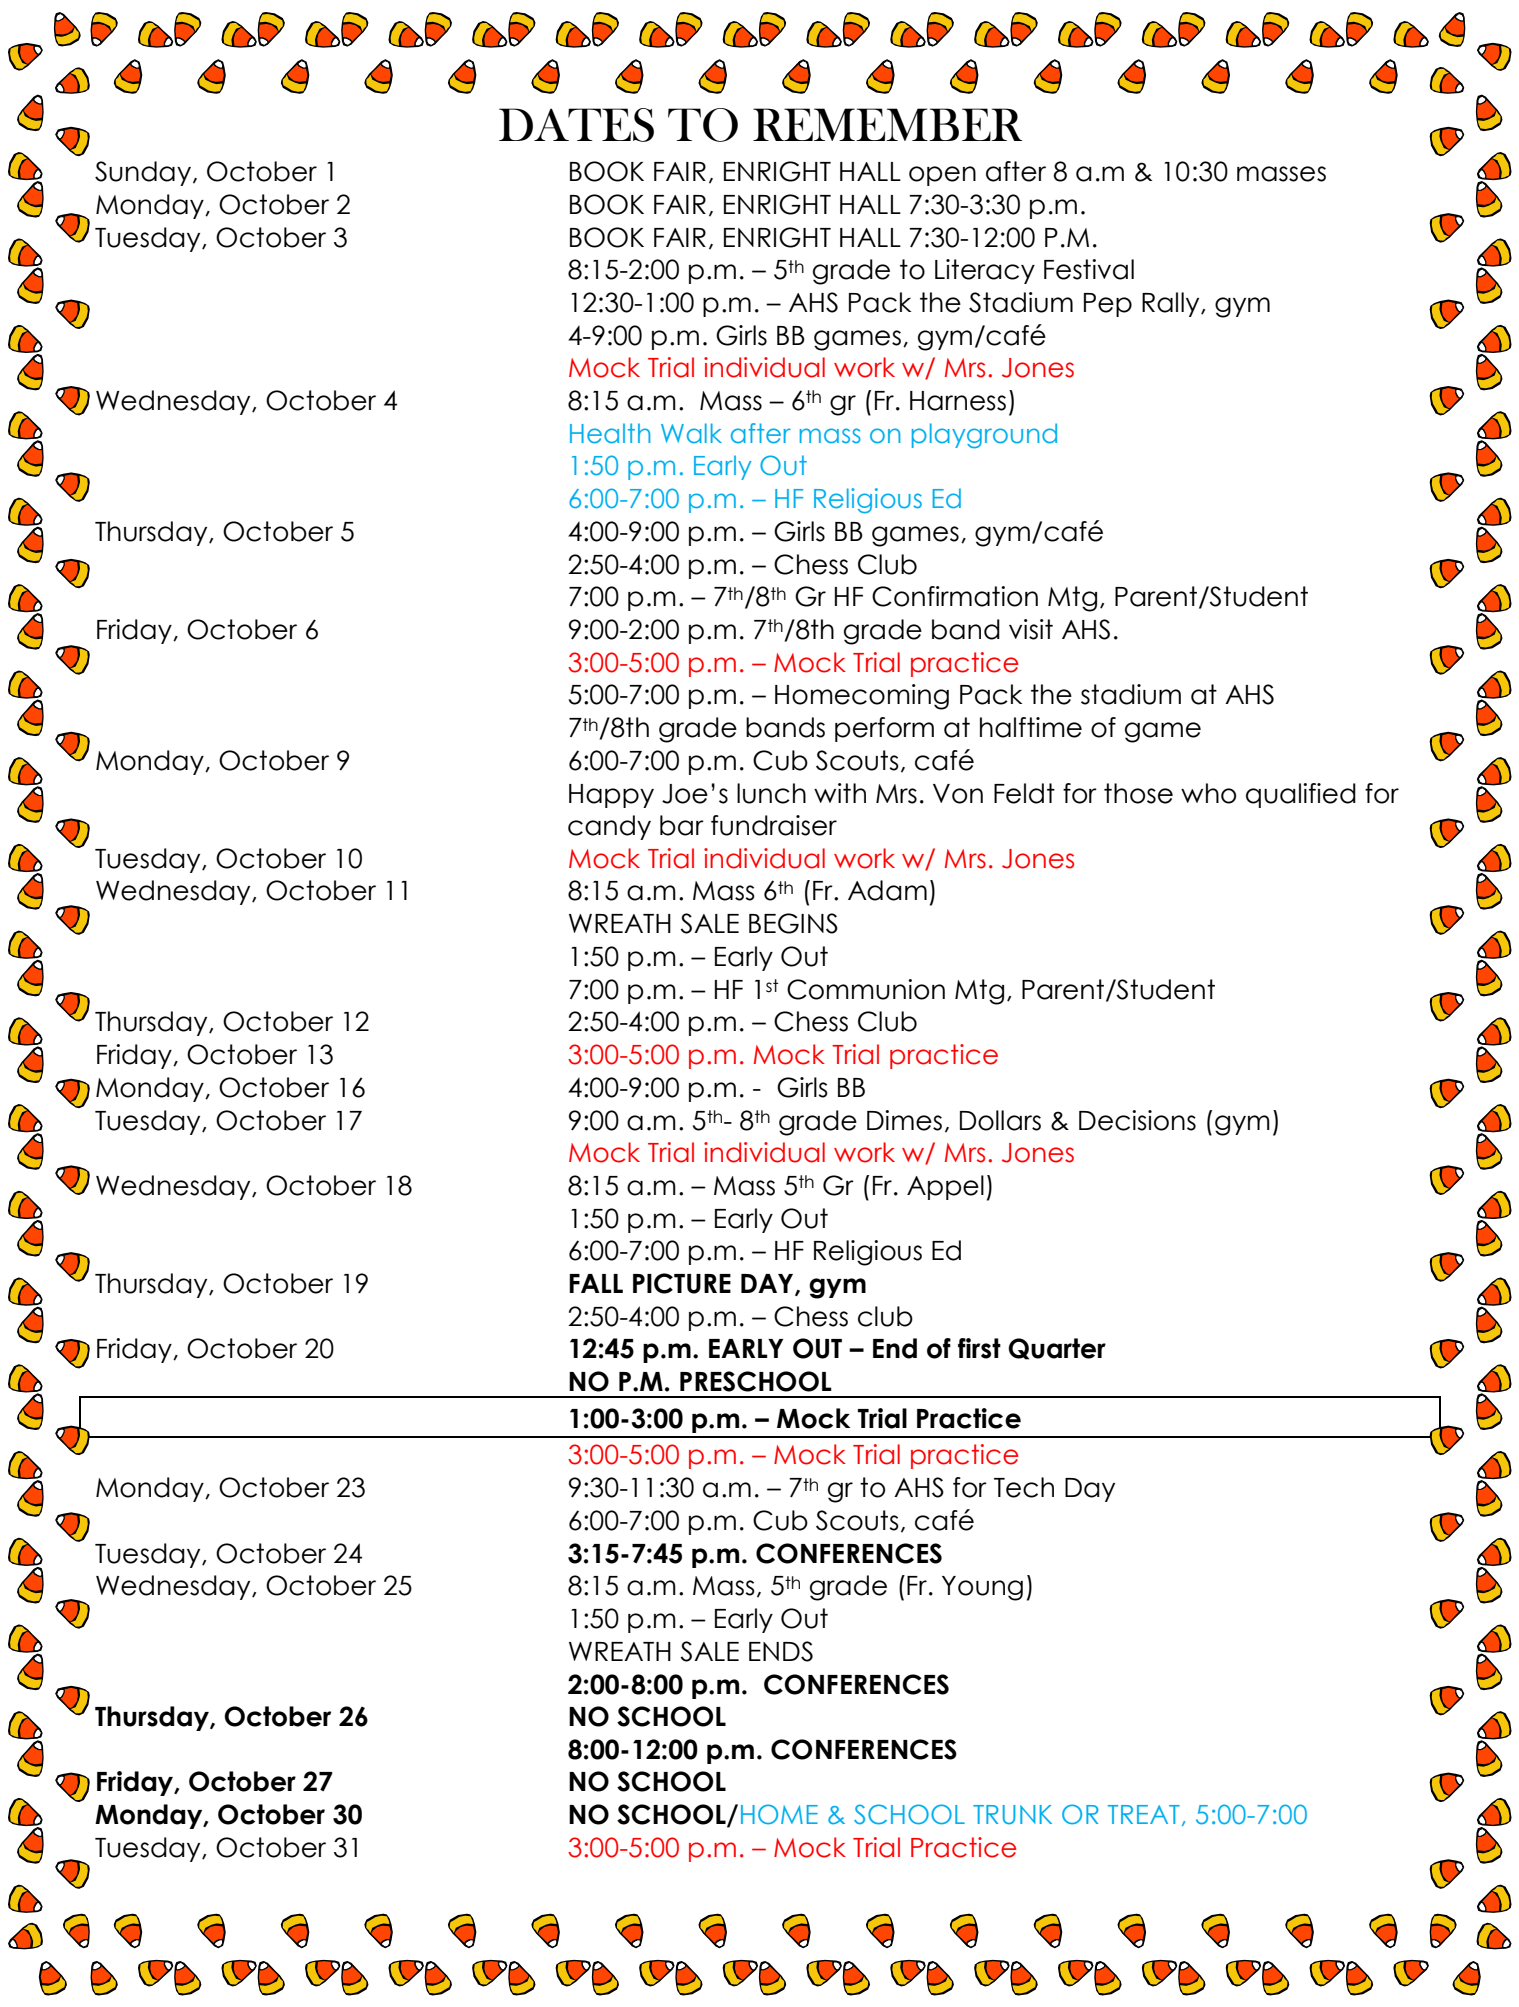 DATES TO REMEMBER
Sunday, October 1 BOOK FAIR, ENRIGHT HALL open after 8 a.m & 10:30 masses
Monday, October 2 BOOK FAIR, ENRIGHT HALL 7:30-3:30 p.m.
Tuesday, October 3 BOOK FAIR, ENRIGHT HALL 7:30-12:00 P.M.
8:15-2:00 p.m. – 5th grade to Literacy Festival
12:30-1:00 p.m. – AHS Pack the Stadium Pep Rally, gym
4-9:00 p.m. Girls BB games, gym/café
Mock Trial individual work w/ Mrs. Jones
Wednesday, October 4 8:15 a.m. Mass – 6th gr (Fr. Harness)
Health Walk after mass on playground
1:50 p.m. Early Out
6:00-7:00 p.m. – HF Religious Ed
Thursday, October 5 4:00-9:00 p.m. – Girls BB games, gym/café
2:50-4:00 p.m. – Chess Club
7:00 p.m. – 7th/8th Gr HF Confirmation Mtg, Parent/Student
Friday, October 6 9:00-2:00 p.m. 7th/8th grade band visit AHS.
3:00-5:00 p.m. – Mock Trial practice
5:00-7:00 p.m. – Homecoming Pack the stadium at AHS
7th/8th grade bands perform at halftime of game
Monday, October 9 6:00-7:00 p.m. Cub Scouts, café
Happy Joe's lunch with Mrs. Von Feldt for those who qualified for
candy bar fundraiser
Tuesday, October 10 Mock Trial individual work w/ Mrs. Jones
Wednesday, October 11 8:15 a.m. Mass 6th (Fr. Adam)
WREATH SALE BEGINS
1:50 p.m. – Early Out
7:00 p.m. – HF 1st Communion Mtg, Parent/Student
Thursday, October 12 2:50-4:00 p.m. – Chess Club
Friday, October 13 3:00-5:00 p.m. Mock Trial practice
Monday, October 16 4:00-9:00 p.m. - Girls BB
Tuesday, October 17 9:00 a.m. 5th- 8th grade Dimes, Dollars & Decisions (gym)
Mock Trial individual work w/ Mrs. Jones
Wednesday, October 18 8:15 a.m. – Mass 5th Gr (Fr. Appel)
1:50 p.m. – Early Out
6:00-7:00 p.m. – HF Religious Ed
Thursday, October 19 FALL PICTURE DAY, gym
2:50-4:00 p.m. – Chess club
Friday, October 20 12:45 p.m. EARLY OUT – End of first Quarter
NO P.M. PRESCHOOL
1:00-3:00 p.m. – Mock Trial Practice
3:00-5:00 p.m. – Mock Trial practice
Monday, October 23 9:30-11:30 a.m. – 7th gr to AHS for Tech Day
6:00-7:00 p.m. Cub Scouts, café
Tuesday, October 24 3:15-7:45 p.m. CONFERENCES
Wednesday, October 25 8:15 a.m. Mass, 5th grade (Fr. Young)
1:50 p.m. – Early Out
WREATH SALE ENDS
2:00-8:00 p.m. CONFERENCES
Thursday, October 26 NO SCHOOL
8:00-12:00 p.m. CONFERENCES
Friday, October 27 NO SCHOOL
Monday, October 30 NO SCHOOL/HOME & SCHOOL TRUNK OR TREAT, 5:00-7:00
Tuesday, October 31 3:00-5:00 p.m. – Mock Trial Practice